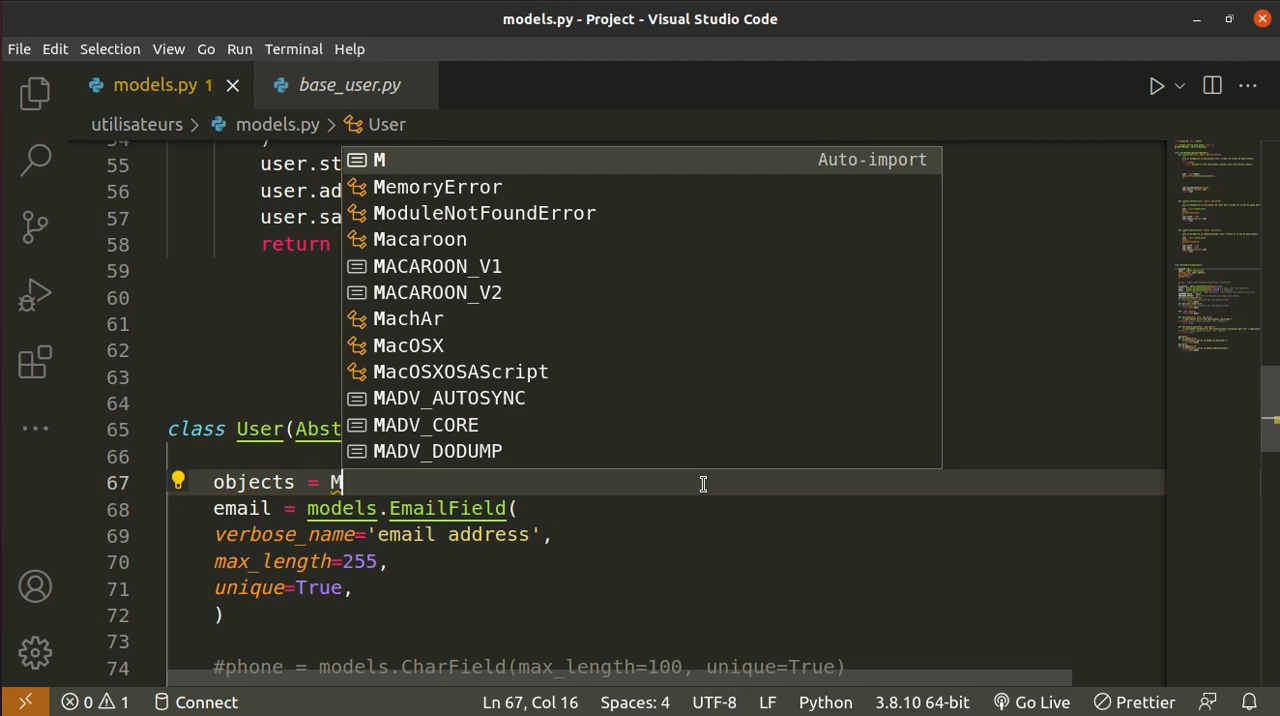 models.py - Project - Visual Studio Code
File Edit Selection View Go Run Terminal Help
models.py 1 base_user.py
utilisateurs > models.py > User
54 )
55 user.st
56 user.ad
57 user.sa
58 return
59
60
61
62
63
64
65 class User(Abst
66
67 objects = M
68 email = models.EmailField(
69 verbose_name='email address',
70 max_length=255,
71 unique=True,
72 )
73
74 #phone = models.CharField(max_length=100, unique=True)
M Auto-import
MemoryError
ModuleNotFoundError
Macaroon
MACAROON_V1
MACAROON_V2
MachAr
MacOSX
MacOSXOSAScript
MADV_AUTOSYNC
MADV_CORE
MADV_DODUMP
0 1 Connect Ln 67, Col 16 Spaces: 4 UTF-8 LF Python 3.8.10 64-bit Go Live Prettier